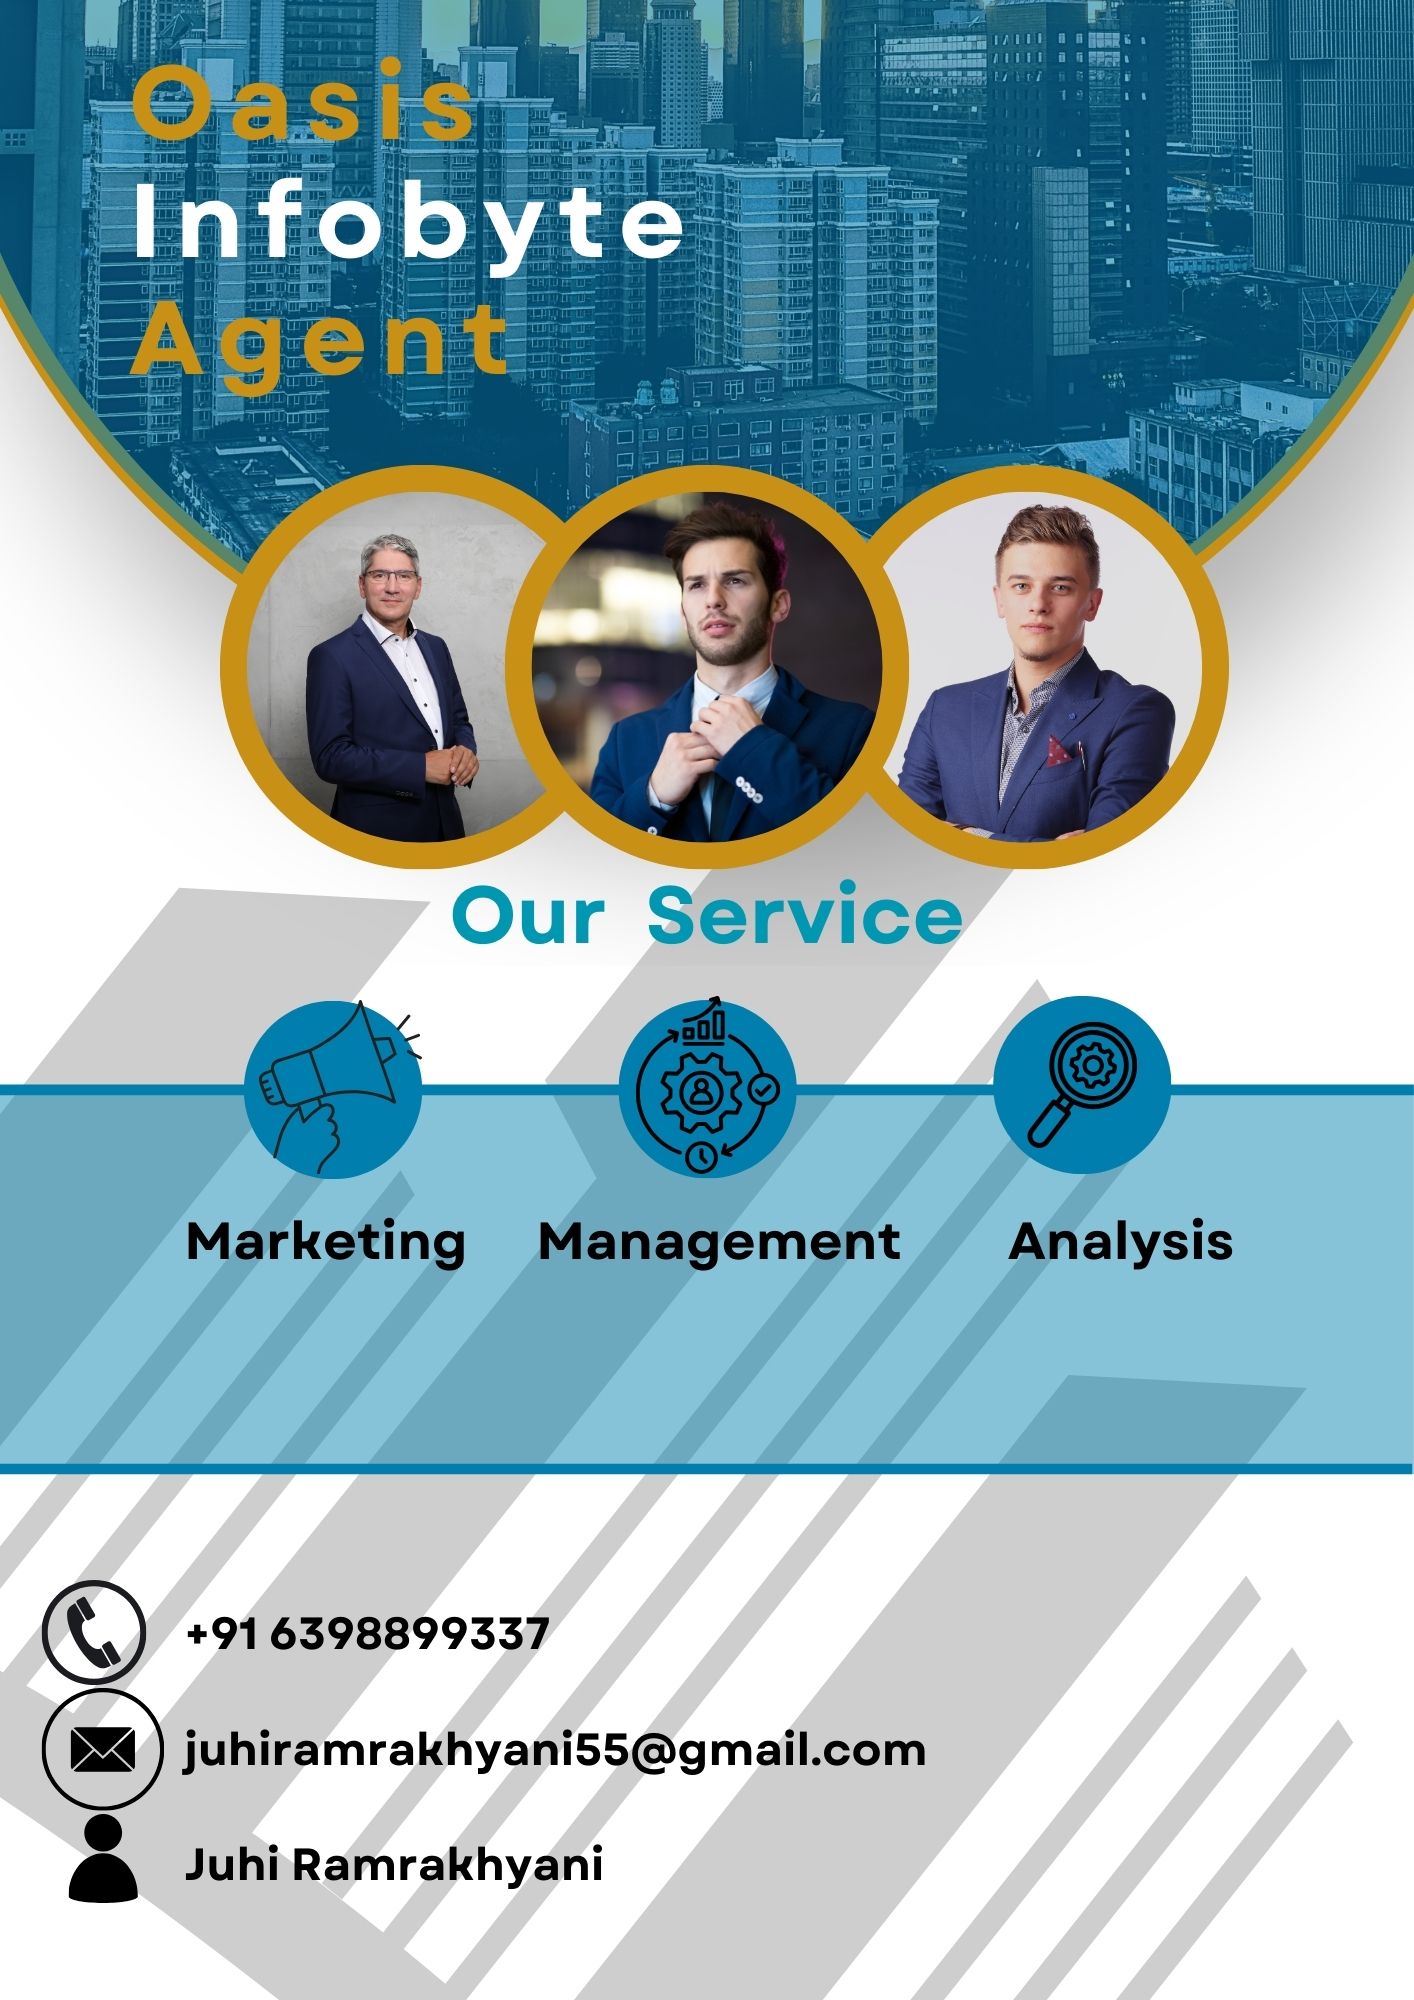 Oasis
Infobyte
Agent
Our Service
Marketing Management Analysis
+91 6398899337
juhiramrakhyani55@gmail.com
Juhi Ramrakhyani